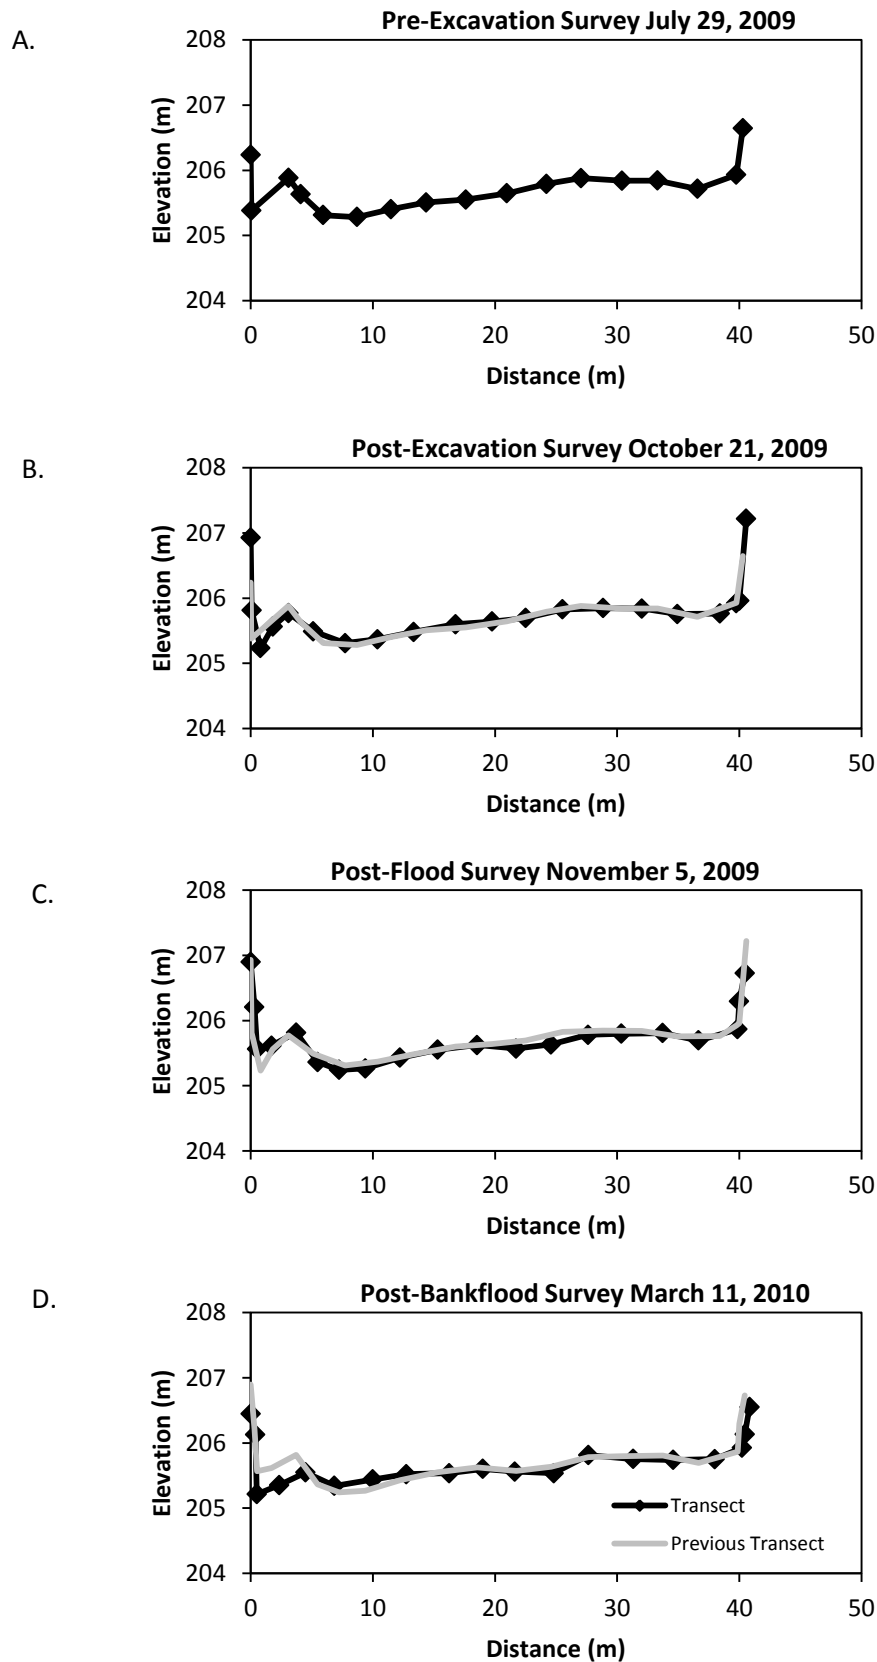 A.
Pre-Excavation Survey July 29, 2009
208
207
206
205
204
Elevation (m)
0 10 20 30 40 50
Distance (m)
B.
Post-Excavation Survey October 21, 2009
208
207
206
205
204
Elevation (m)
0 10 20 30 40 50
Distance (m)
C.
Post-Flood Survey November 5, 2009
208
207
206
205
204
Elevation (m)
0 10 20 30 40 50
Distance (m)
D.
Post-Bankflood Survey March 11, 2010
208
207
206
205
204
Elevation (m)
Transect
Previous Transect
0 10 20 30 40 50
Distance (m)